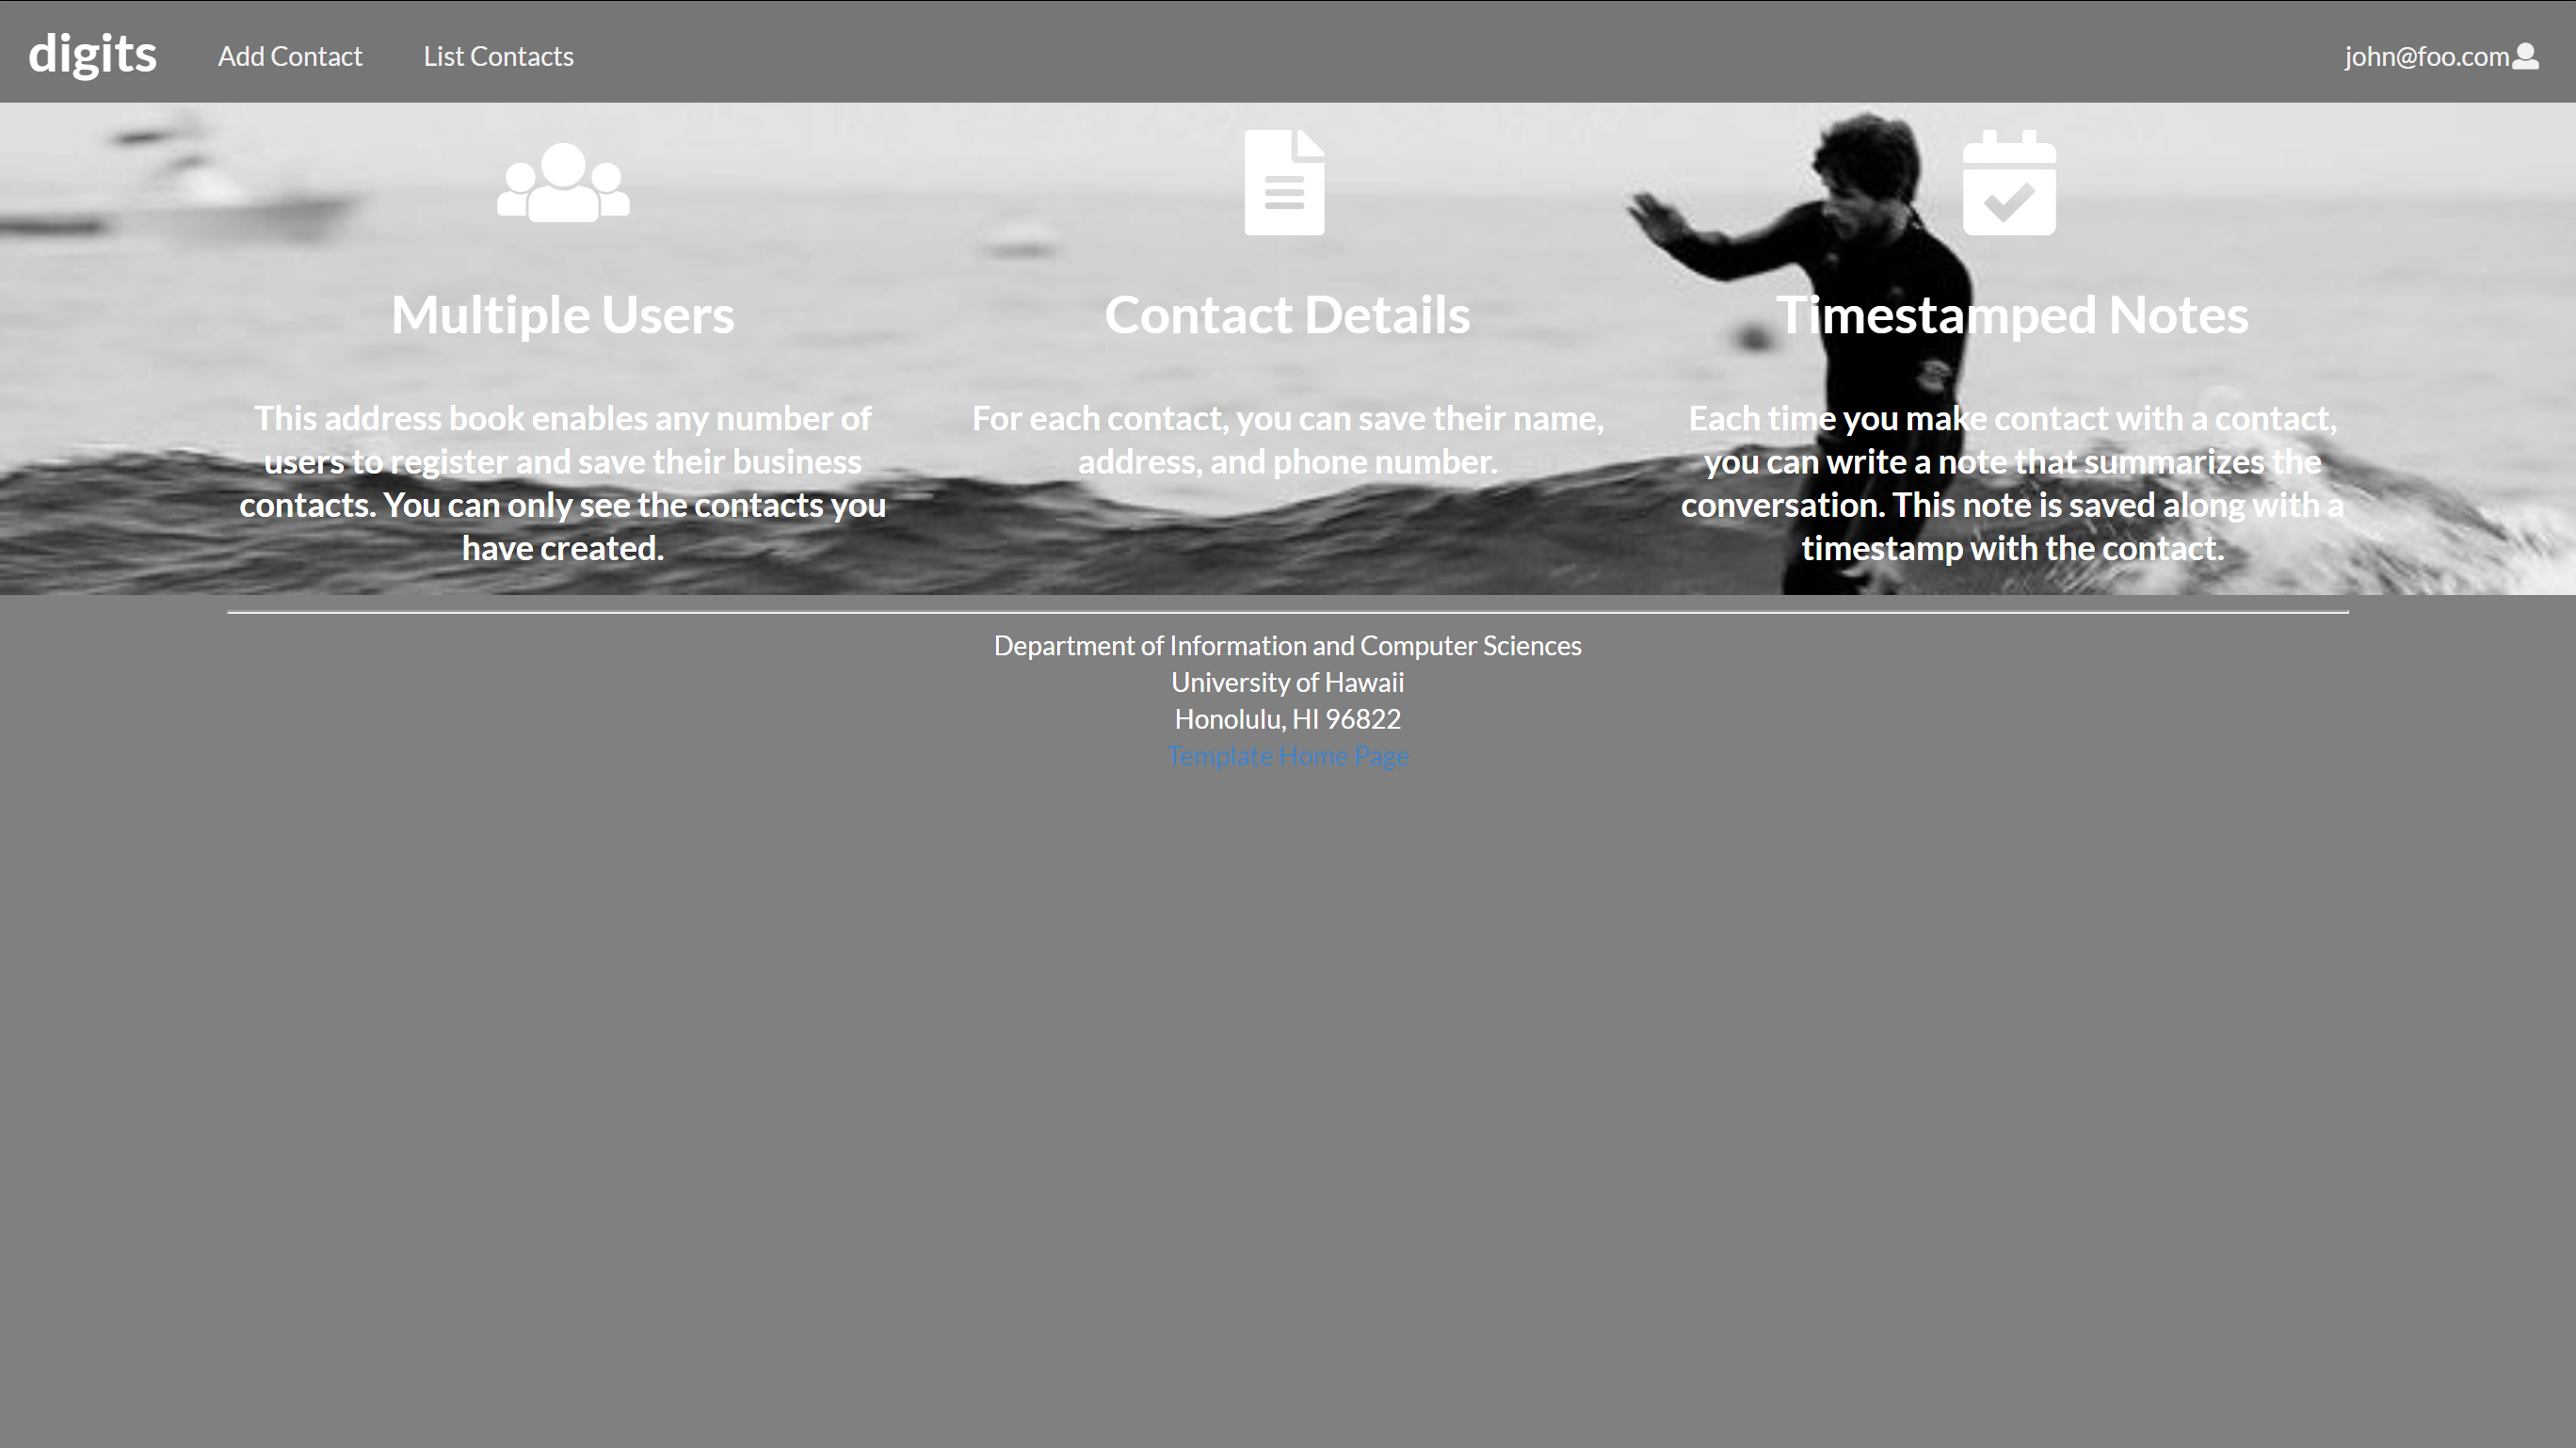 digits
Add Contact
List Contacts
john@foo.com
Multiple Users
This address book enables any number of
users to register and save their business
contacts. You can only see the contacts you
have created.
Contact Details
For each contact, you can save their name,
address, and phone number.
Timestamped Notes
Each time you make contact with a contact,
you can write a note that summarizes the
conversation. This note is saved along with a
timestamp with the contact.
Department of Information and Computer Sciences
University of Hawaii
Honolulu, HI 96822
Template Home Page